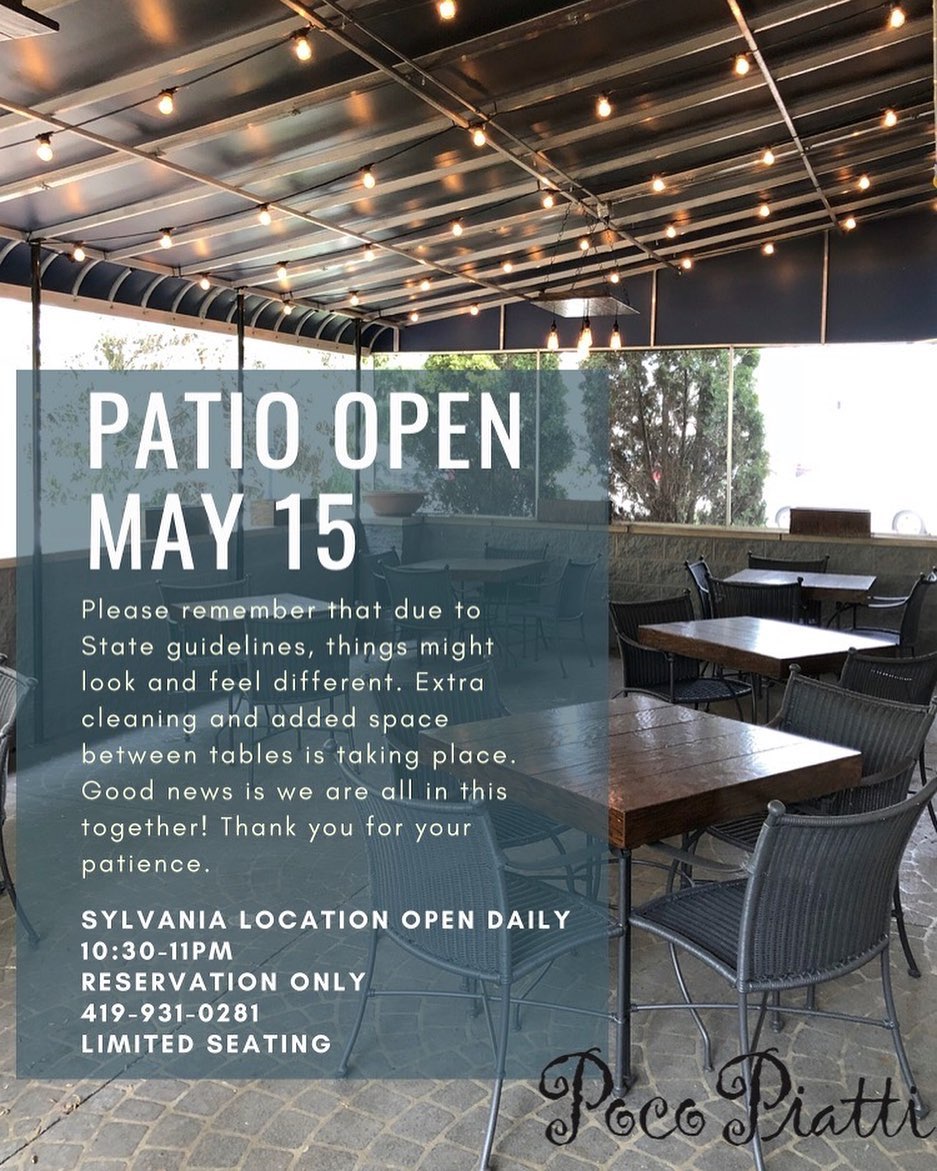 PATIO OPEN
MAY 15
Please remember that due to
State guidelines, things might
look and feel different. Extra
cleaning and added space
between tables is taking place.
Good news is we are all in this
together! Thank you for your
patience.
SYLVANIA LOCATION OPEN DAILY
10:30-11PM
RESERVATION ONLY
419-931-0281
LIMITED SEATING
Poco Piatti